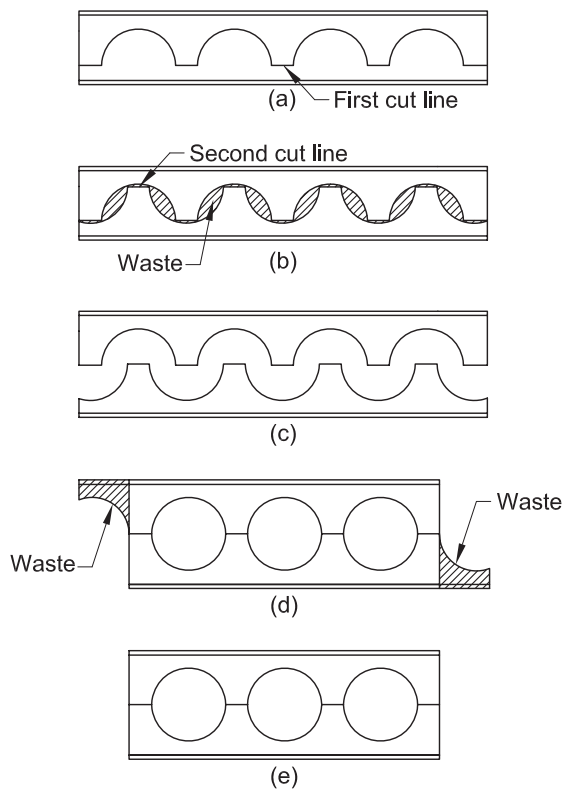 First cut line
(a)
Second cut line
Waste
(b)
(c)
Waste
Waste
(d)
(e)